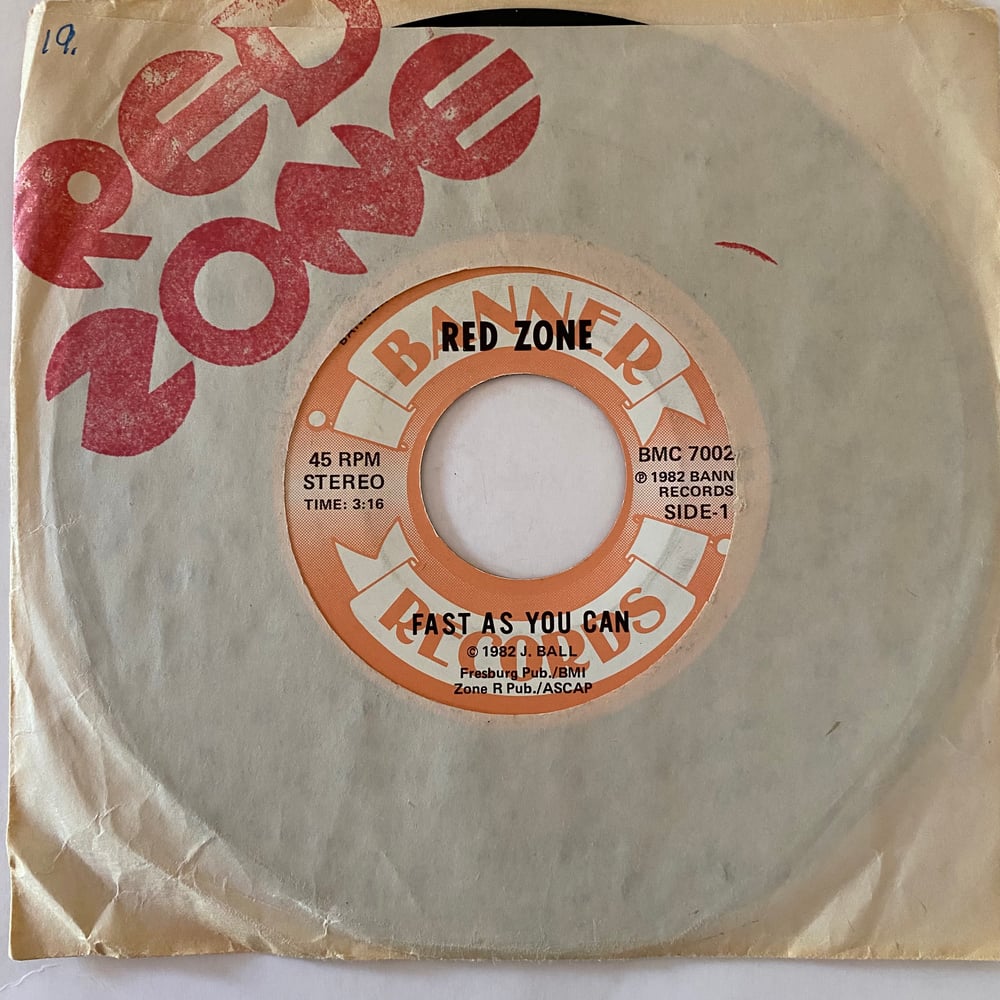 19.
RED
ZONE
BANNER
RED ZONE
45 RPM
STEREO
TIME: 3:16
BMC 7002
℗ 1982 BANN
RECORDS
SIDE-1
FAST AS YOU CAN
RECORDS
© 1982 J. BALL
Fresburg Pub./BMI
Zone R Pub./ASCAP